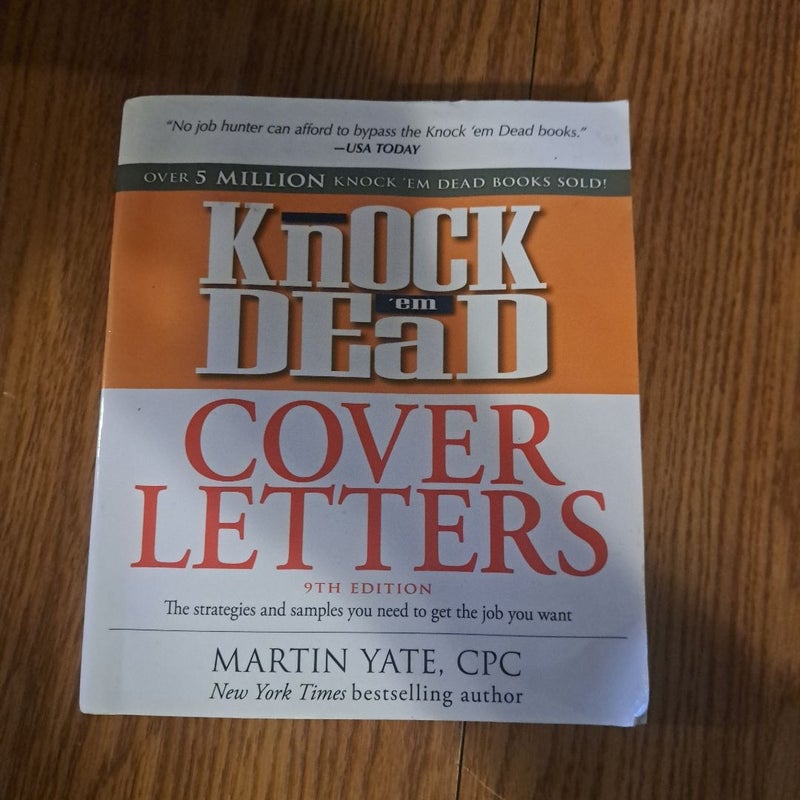 "No job hunter can afford to bypass the Knock 'em Dead books."
—USA TODAY
OVER 5 MILLION KNOCK 'EM DEAD BOOKS SOLD!
KnOCK
'em
DEaD
COVER
LETTERS
9TH EDITION
The strategies and samples you need to get the job you want
MARTIN YATE, CPC
New York Times bestselling author